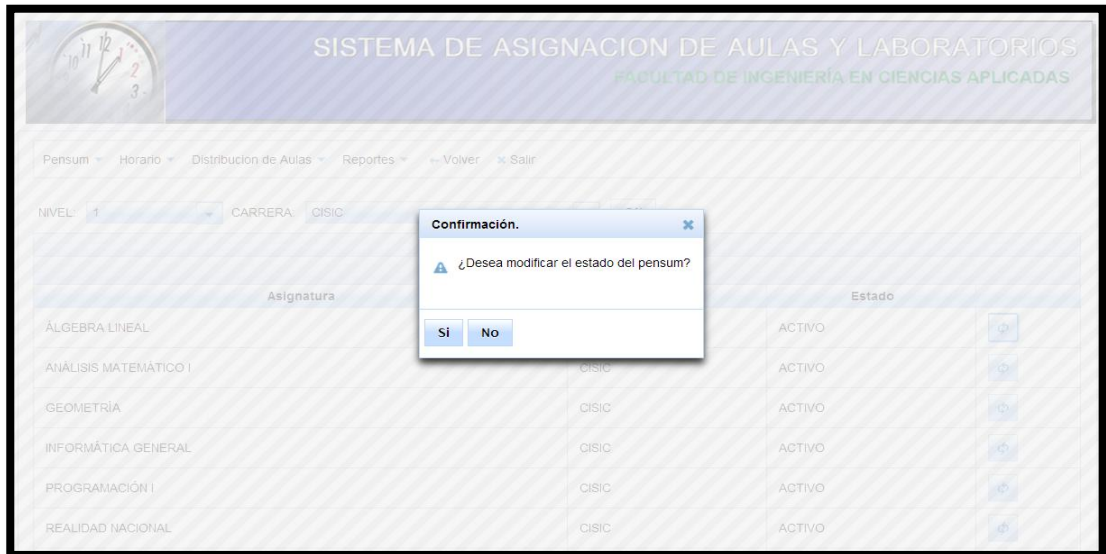 SISTEMA DE ASIGNACION DE AULAS Y LABORATORIOS
FACULTAD DE INGENIERÍA EN CIENCIAS APLICADAS
Pensum Horario Distribucion de Aulas Reportes ← Volver × Salir
NIVEL: 1 CARRERA: CISIC
Confirmación.
¿Desea modificar el estado del pensum?
Si No
Asignatura Estado
ÁLGEBRA LINEAL ACTIVO
ANÁLISIS MATEMÁTICO I CISIC ACTIVO
GEOMETRÍA CISIC ACTIVO
INFORMÁTICA GENERAL CISIC ACTIVO
PROGRAMACIÓN I CISIC ACTIVO
REALIDAD NACIONAL CISIC ACTIVO